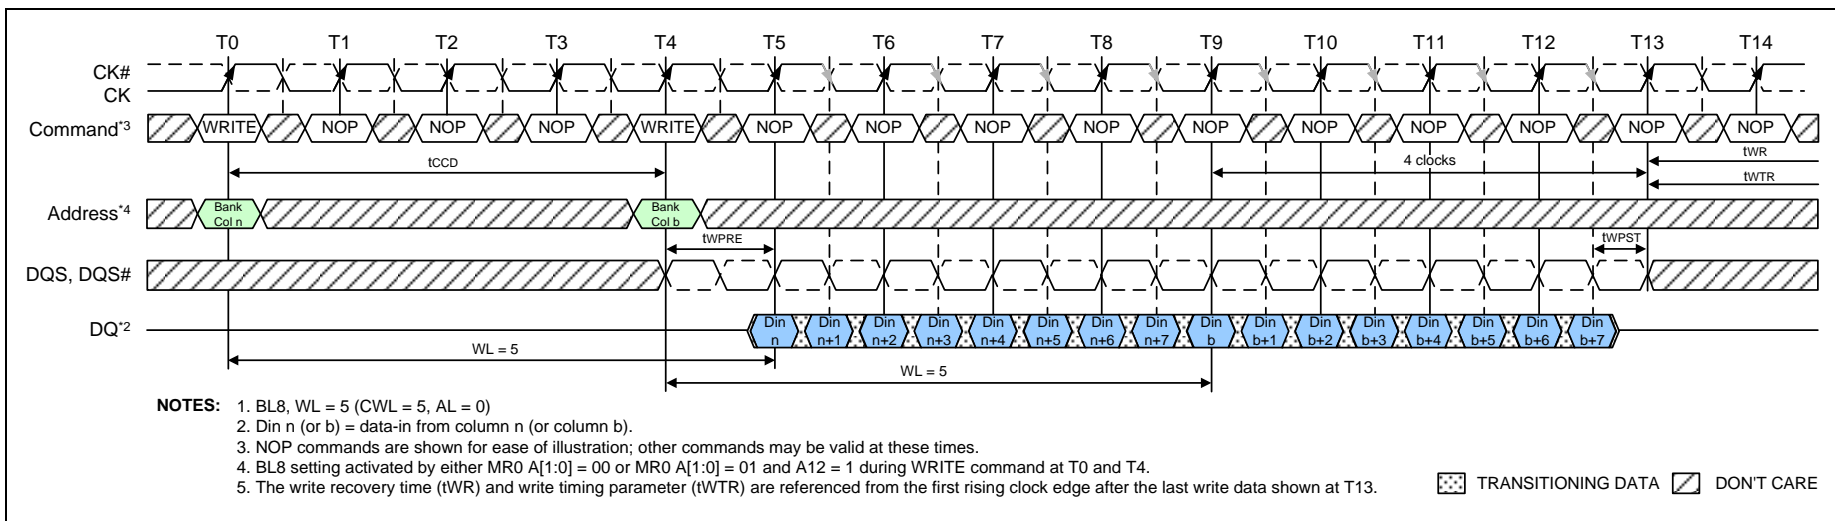 T0 T1 T2 T3 T4 T5 T6 T7 T8 T9 T10 T11 T12 T13 T14
CK#
CK
Command*3 WRITE NOP NOP NOP WRITE NOP NOP NOP NOP NOP NOP NOP NOP NOP NOP
tCCD 4 clocks tWR
tWTR
Address*4 Bank Col n Bank Col b
tWPRE tWPST
DQS, DQS#
DQ*2 Din n Din n+1 Din n+2 Din n+3 Din n+4 Din n+5 Din n+6 Din n+7 Din b Din b+1 Din b+2 Din b+3 Din b+4 Din b+5 Din b+6 Din b+7
WL = 5
WL = 5
NOTES: 1. BL8, WL = 5 (CWL = 5, AL = 0)
2. Din n (or b) = data-in from column n (or column b).
3. NOP commands are shown for ease of illustration; other commands may be valid at these times.
4. BL8 setting activated by either MR0 A[1:0] = 00 or MR0 A[1:0] = 01 and A12 = 1 during WRITE command at T0 and T4.
5. The write recovery time (tWR) and write timing parameter (tWTR) are referenced from the first rising clock edge after the last write data shown at T13.
TRANSITIONING DATA DON'T CARE